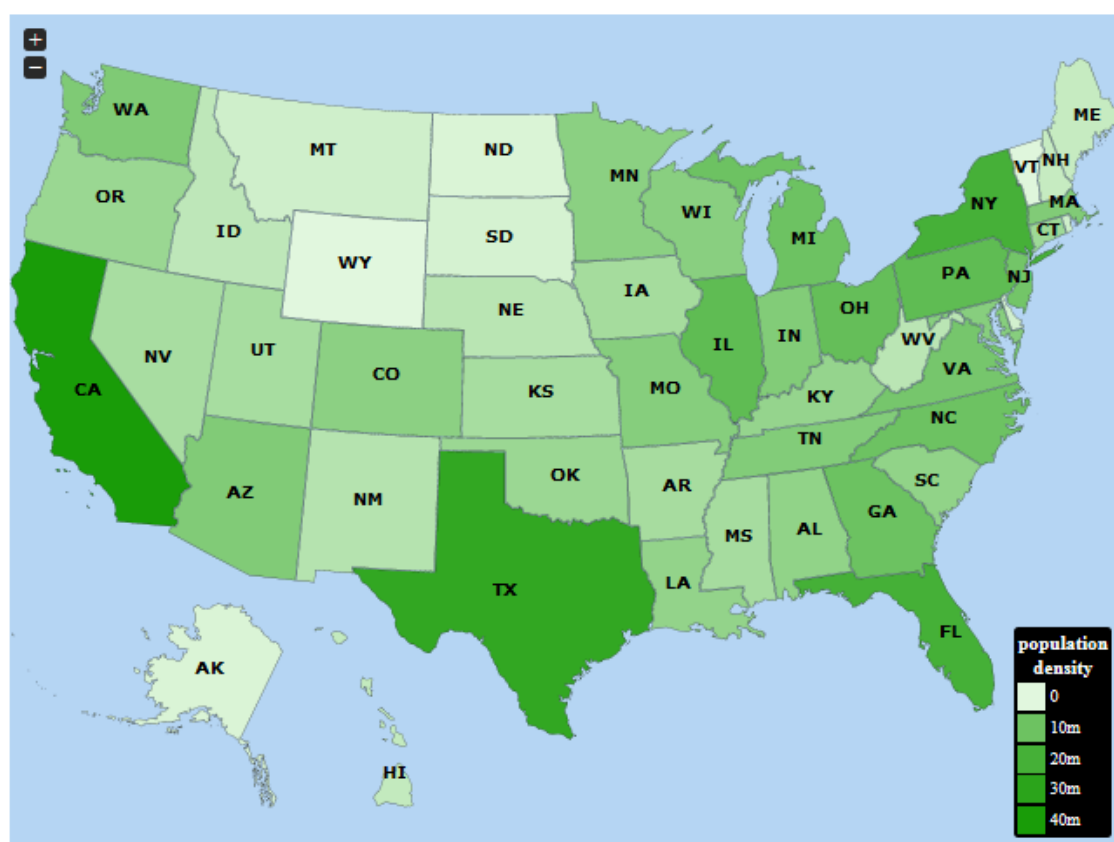 +
−
WA
MT
ND
MN
ME
VT
NH
OR
ID
SD
WI
MI
NY
MA
CT
WY
IA
PA
NJ
NE
NV
UT
CO
IL
IN
OH
WV
VA
CA
KS
MO
KY
NC
TN
AZ
NM
OK
AR
SC
GA
MS
AL
TX
LA
FL
AK
HI
population
density
0
10m
20m
30m
40m